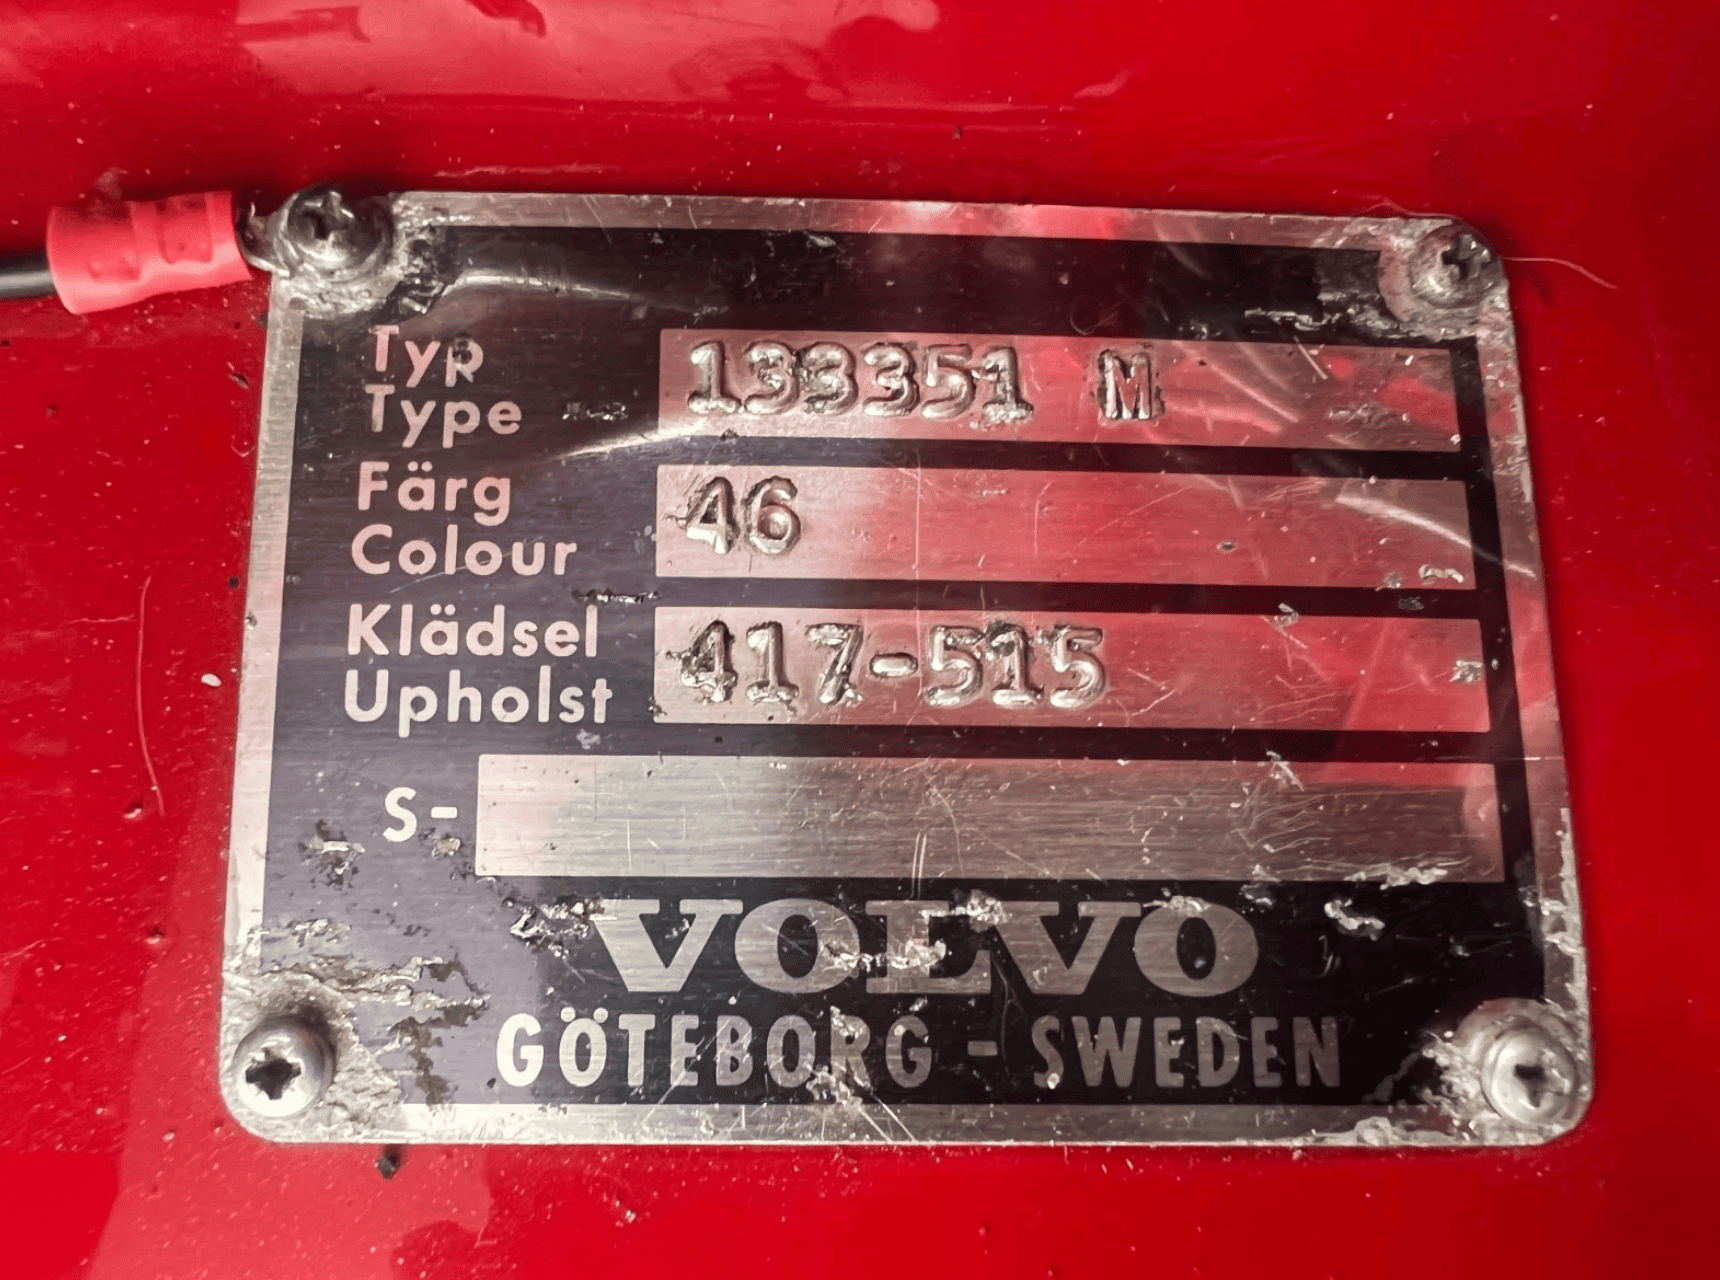 Typ
Type 133351 M
Färg
Colour 46
Klädsel
Upholst 417-515
S-
VOLVO
GÖTEBORG - SWEDEN